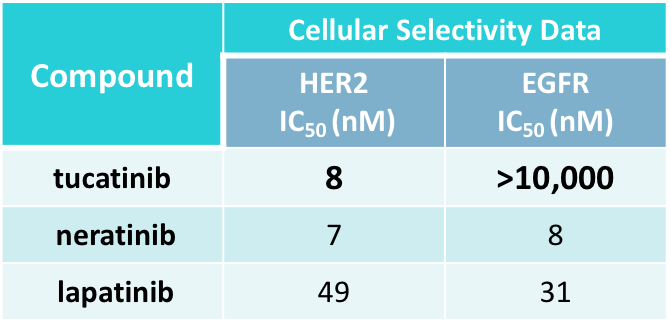 Compound
Cellular Selectivity Data
HER2 IC₅₀ (nM)
EGFR IC₅₀ (nM)
tucatinib 8 >10,000
neratinib 7 8
lapatinib 49 31